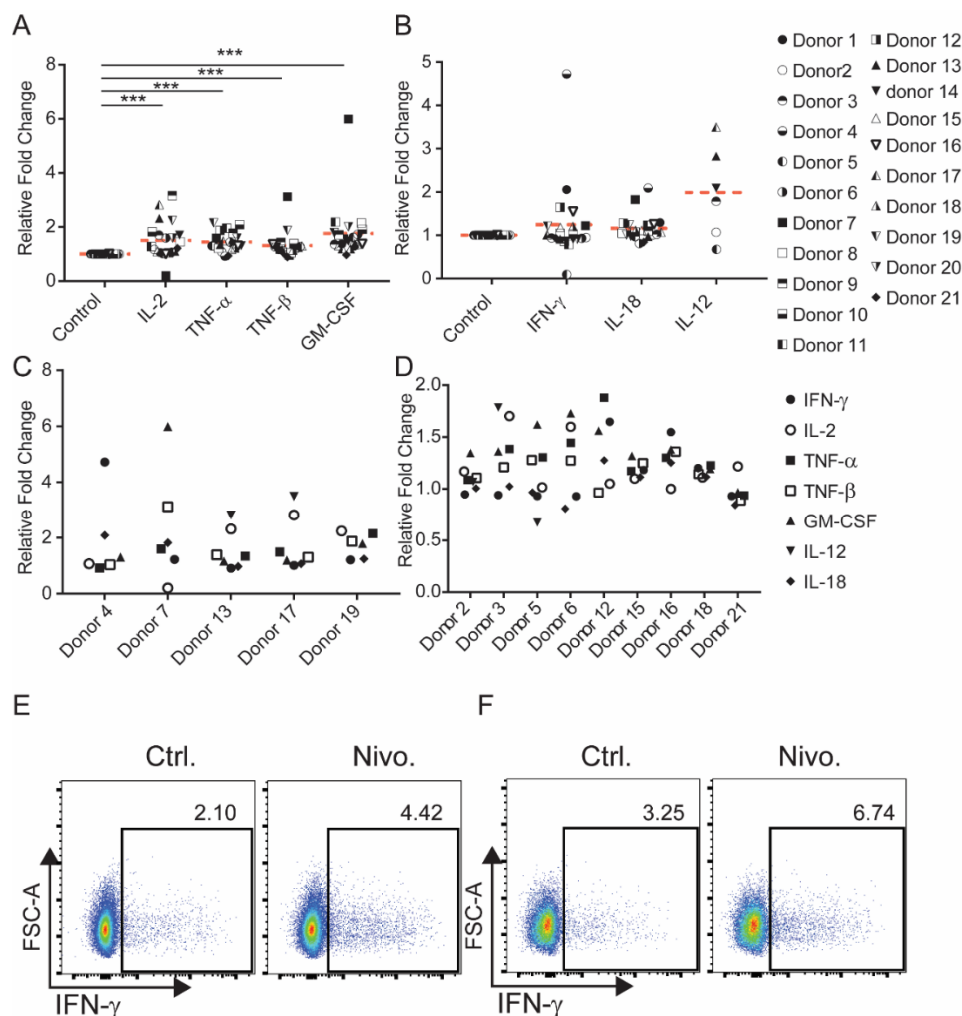 A
***
***
***
***
Relative Fold Change
8
6
4
2
0
Control
IL-2
TNF-α
TNF-β
GM-CSF
B
Relative Fold Change
5
4
3
2
1
0
Control
IFN-γ
IL-18
IL-12
Donor 1
Donor2
Donor 3
Donor 4
Donor 5
Donor 6
Donor 7
Donor 8
Donor 9
Donor 10
Donor 11
Donor 12
Donor 13
donor 14
Donor 15
Donor 16
Donor 17
Donor 18
Donor 19
Donor 20
Donor 21
C
Relative Fold Change
8
6
4
2
0
Donor 4
Donor 7
Donor 13
Donor 17
Donor 19
D
Relative Fold Change
2.0
1.5
1.0
0.5
0.0
Donor 2
Donor 3
Donor 5
Donor 6
Donor 12
Donor 15
Donor 16
Donor 18
Donor 21
IFN-γ
IL-2
TNF-α
TNF-β
GM-CSF
IL-12
IL-18
E
Ctrl.
Nivo.
2.10
4.42
FSC-A
IFN-γ
F
Ctrl.
Nivo.
3.25
6.74
FSC-A
IFN-γ